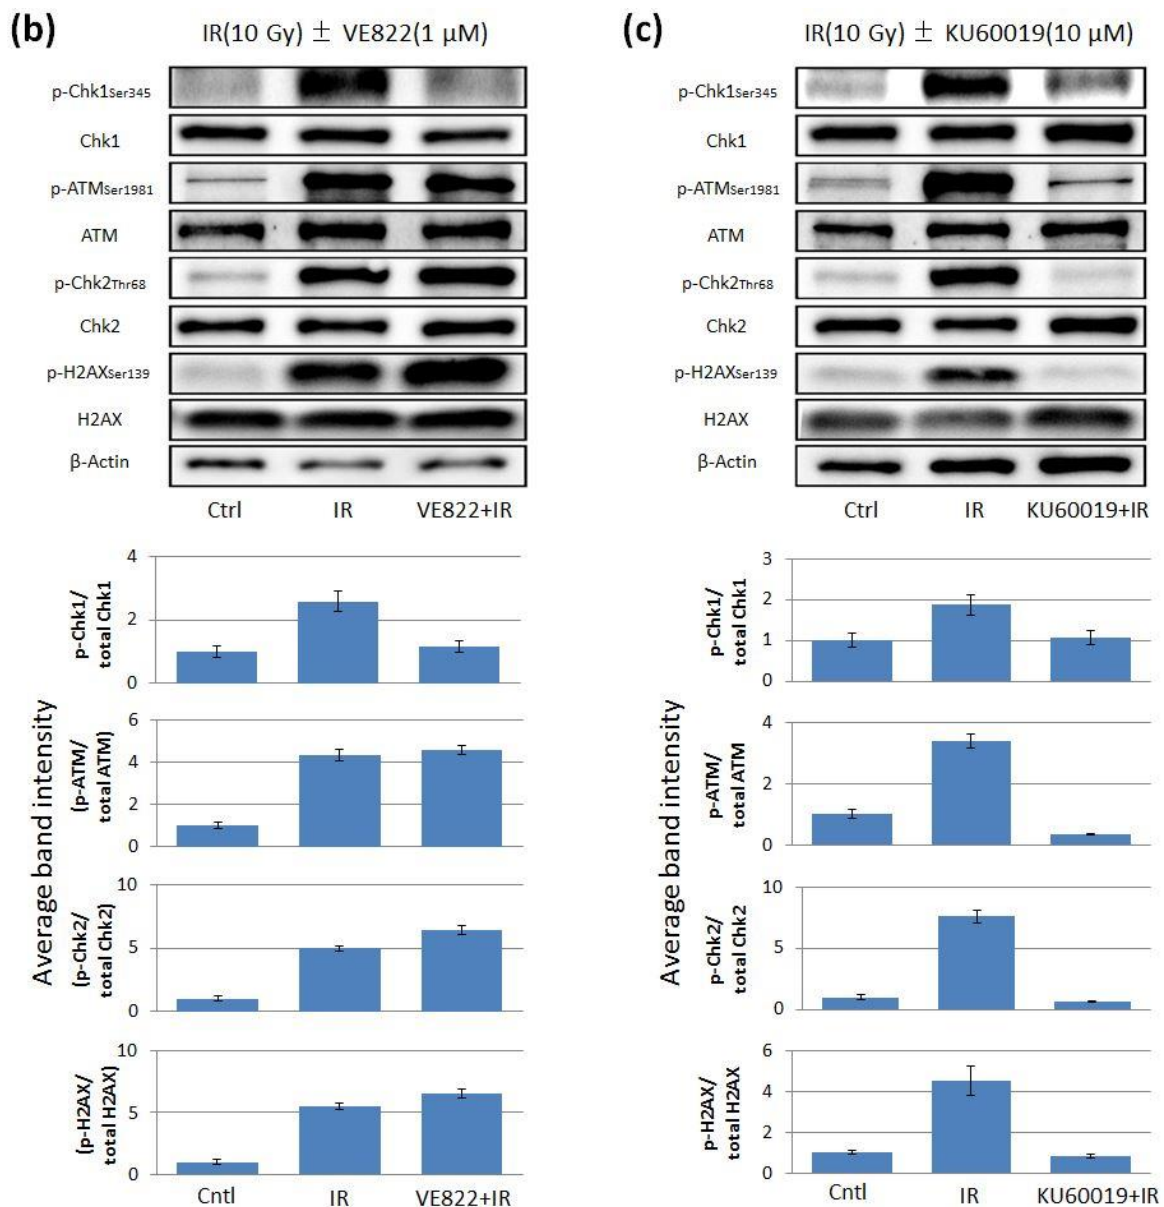 (b)
IR(10 Gy) ± VE822(1 μM)
p-Chk1Ser345
Chk1
p-ATMSer1981
ATM
p-Chk2Thr68
Chk2
p-H2AXSer139
H2AX
β-Actin
Ctrl IR VE822+IR
Average band intensity
p-Chk1/
total Chk1
4
2
0
(p-ATM/
total ATM)
6
4
2
0
(p-Chk2/
total Chk2)
10
5
0
(p-H2AX/
total H2AX)
10
5
0
Cntl IR VE822+IR
(c)
IR(10 Gy) ± KU60019(10 μM)
p-Chk1Ser345
Chk1
p-ATMSer1981
ATM
p-Chk2Thr68
Chk2
p-H2AXSer139
H2AX
β-Actin
Ctrl IR KU60019+IR
Average band intensity
p-Chk1/
total Chk1
3
2
1
0
p-ATM/
total ATM
4
2
0
p-Chk2/
total Chk2
10
5
0
p-H2AX/
total H2AX
6
4
2
0
Cntl IR KU60019+IR